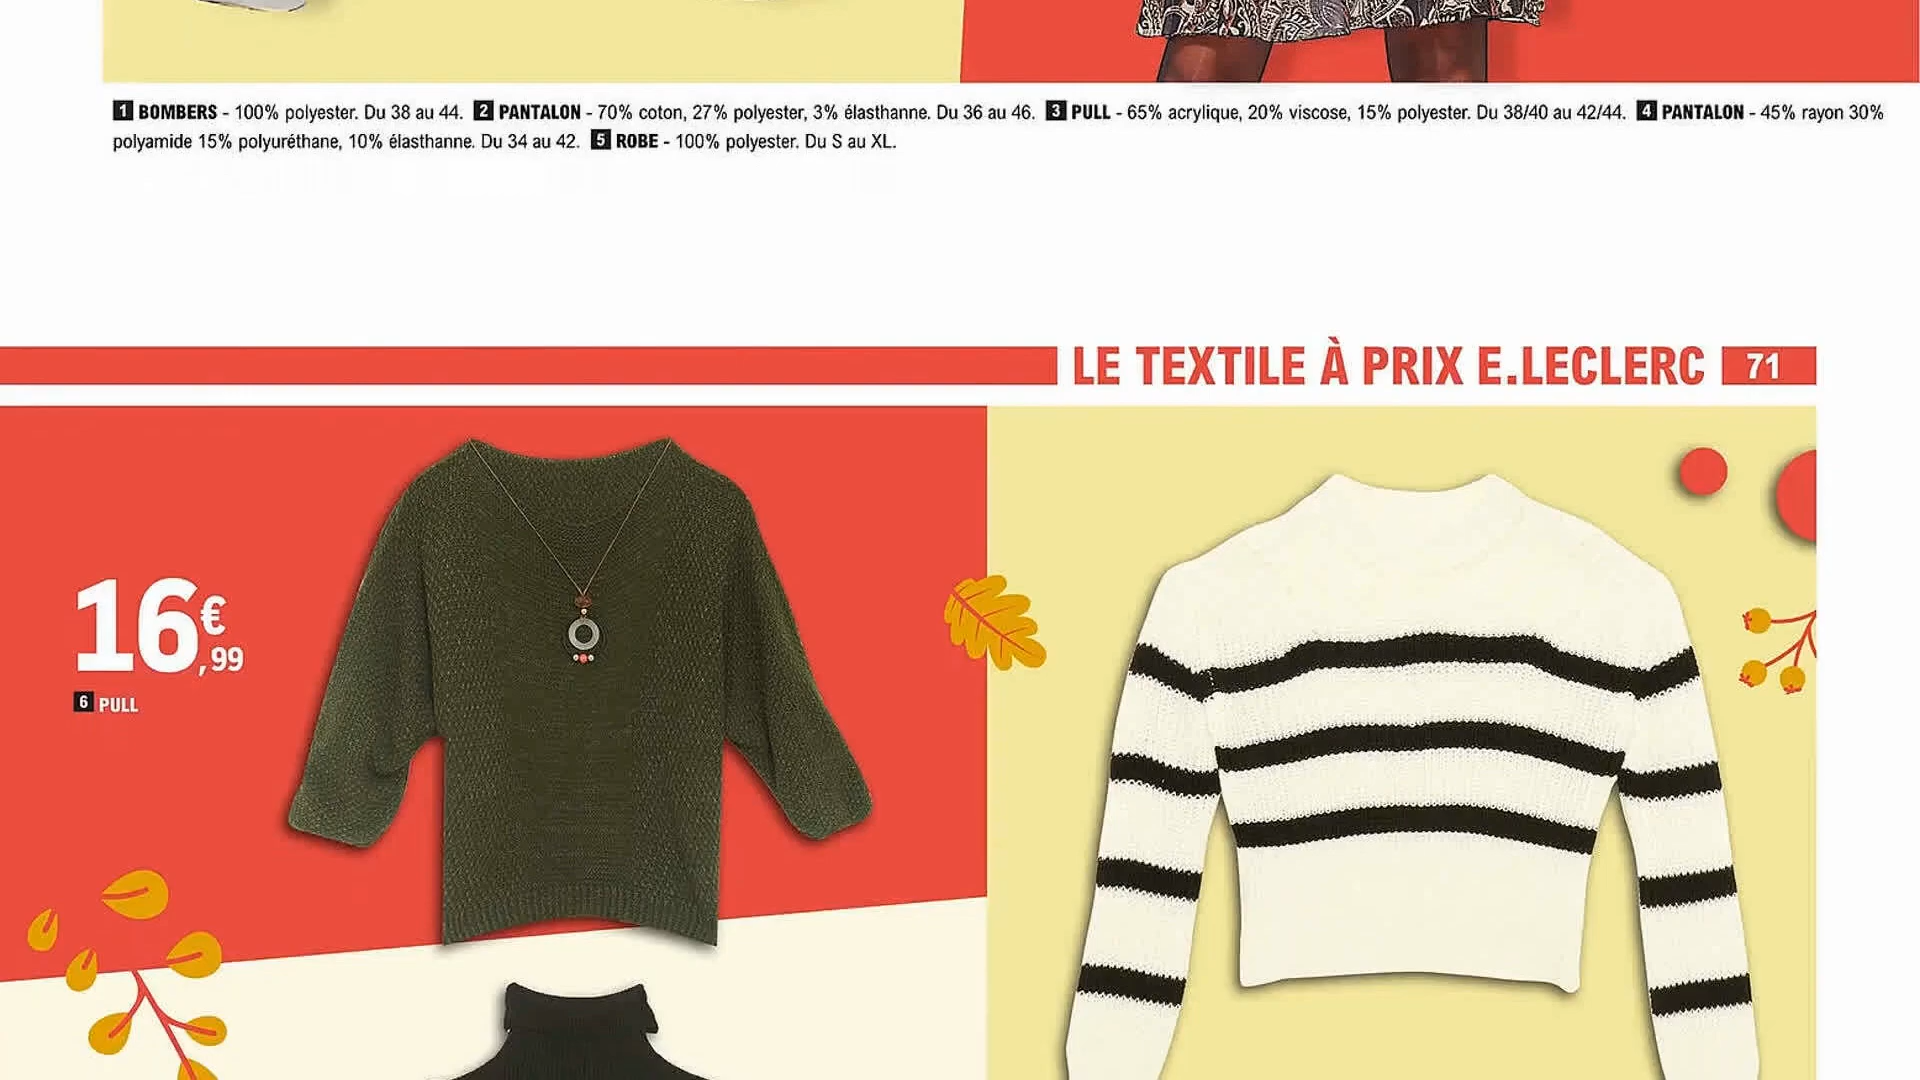 1 BOMBERS - 100% polyester. Du 38 au 44. 2 PANTALON - 70% coton, 27% polyester, 3% élasthanne. Du 36 au 46. 3 PULL - 65% acrylique, 20% viscose, 15% polyester. Du 38/40 au 42/44. 4 PANTALON - 45% rayon 30%
polyamide 15% polyuréthane, 10% élasthanne. Du 34 au 42. 5 ROBE - 100% polyester. Du S au XL.
LE TEXTILE À PRIX E.LECLERC 71
16€,99
6 PULL